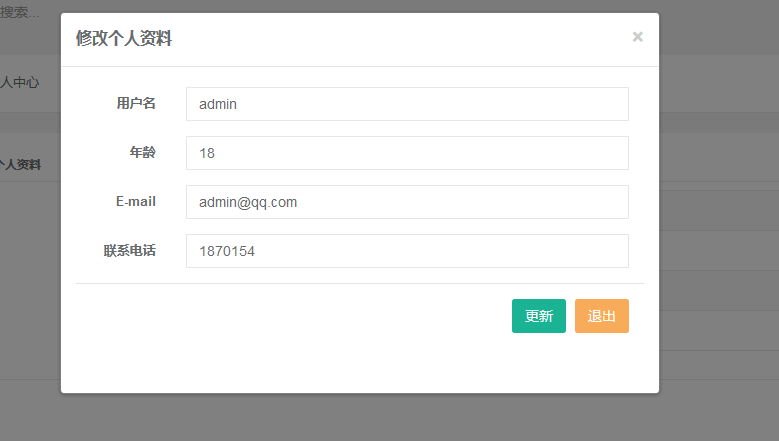 搜索...
修改个人资料
×
人中心
用户名 admin
年龄 18
个人资料
E-mail admin@qq.com
联系电话 1870154
更新 退出